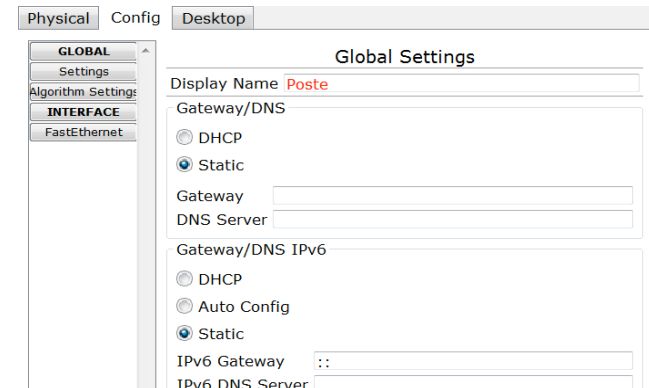 Physical Config Desktop
GLOBAL
Settings
Algorithm Settings
INTERFACE
FastEthernet
Global Settings
Display Name Poste
Gateway/DNS
DHCP
Static
Gateway
DNS Server
Gateway/DNS IPv6
DHCP
Auto Config
Static
IPv6 Gateway ::
IPv6 DNS Server